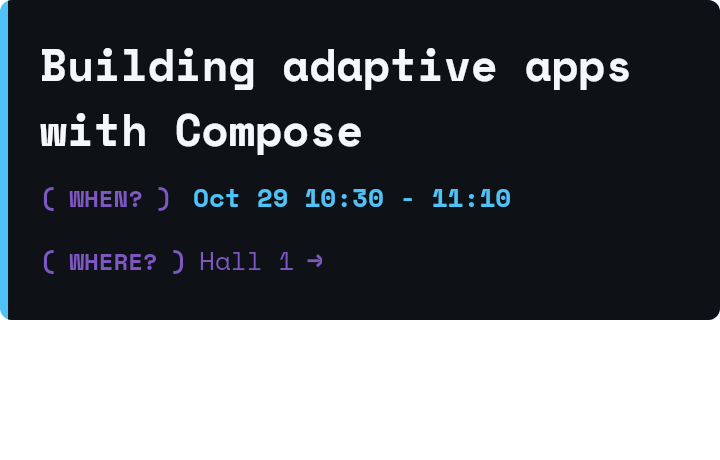 Building adaptive apps
with Compose
( WHEN? ) Oct 29 10:30 - 11:10
( WHERE? ) Hall 1 →